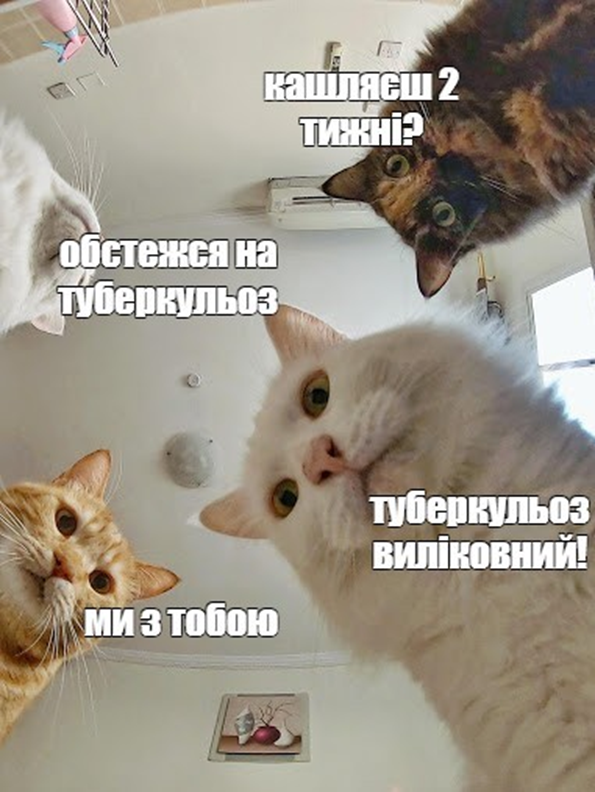 кашляєш 2
тижні?
обстежся на
туберкульоз
туберкульоз
виліковний!
ми з тобою